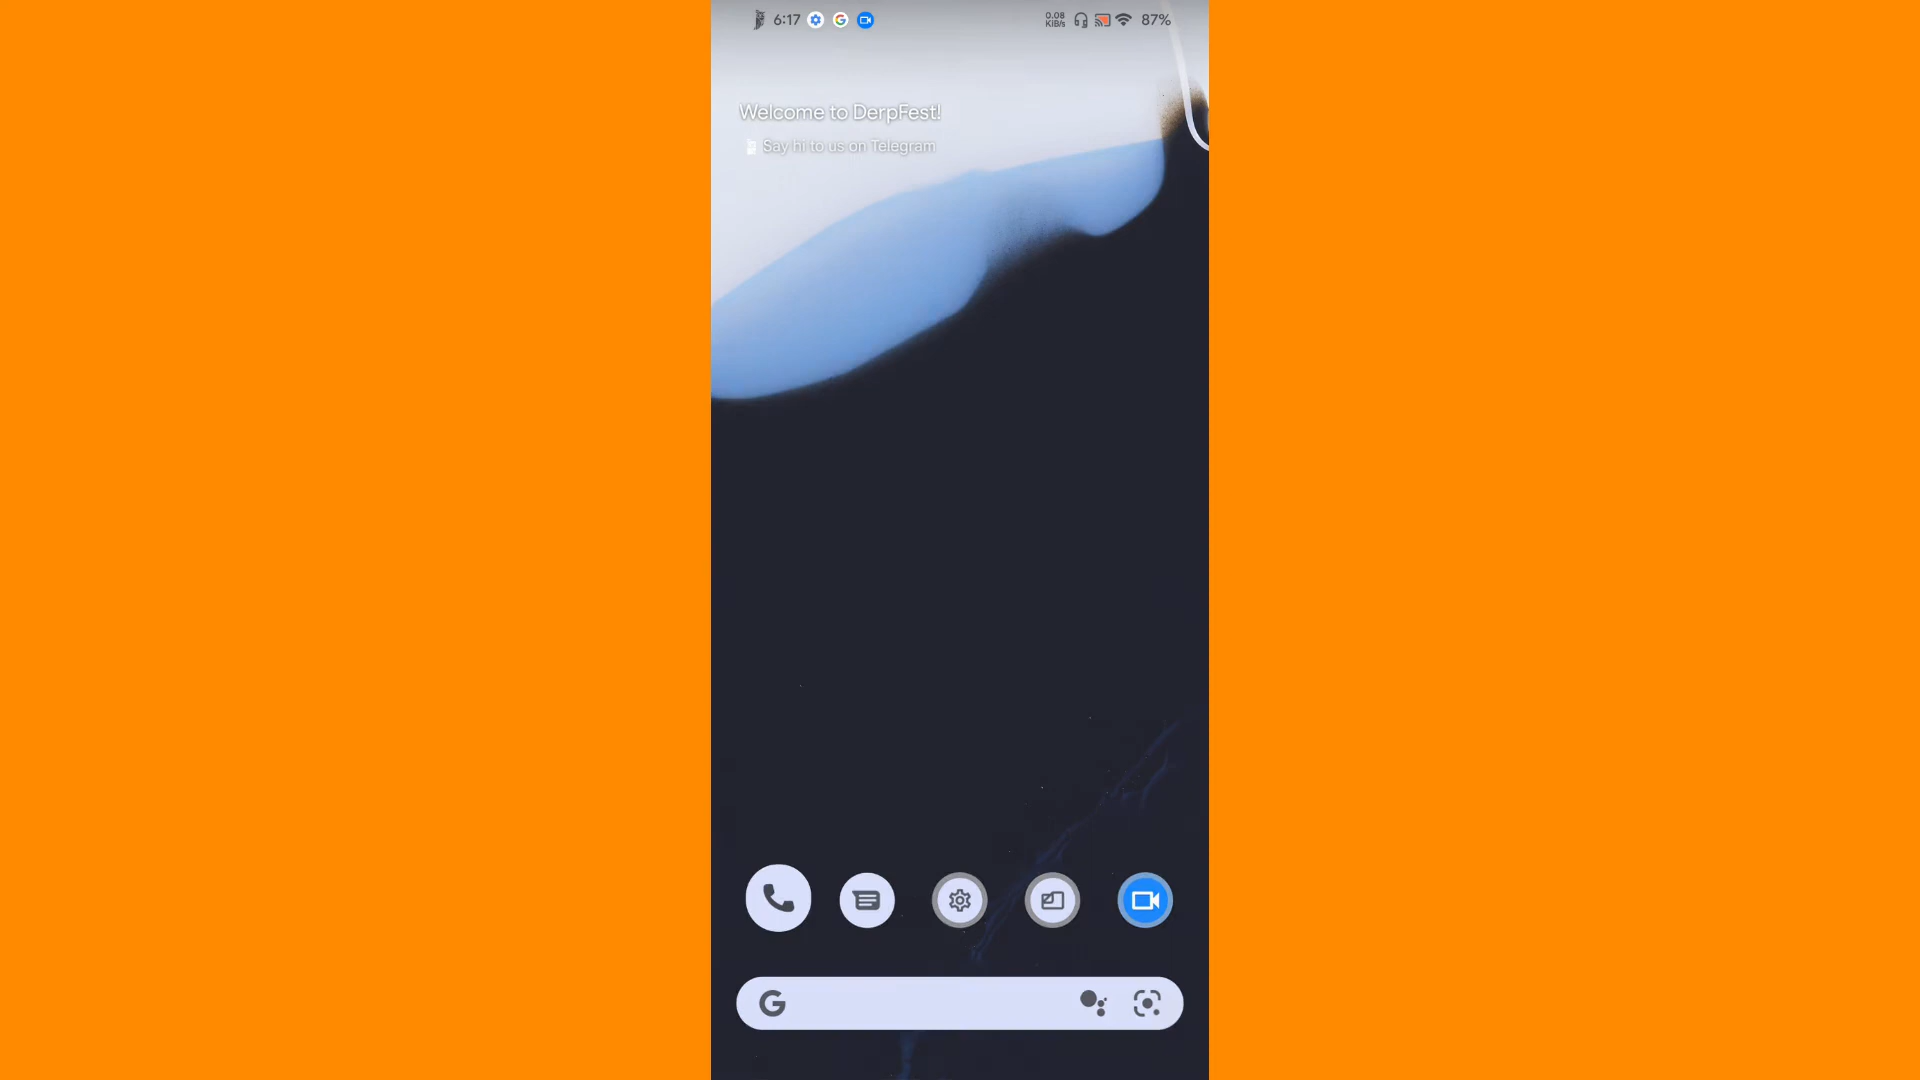 6:17
0.08
KiB/s
87%
Welcome to DerpFest!
Say hi to us on Telegram